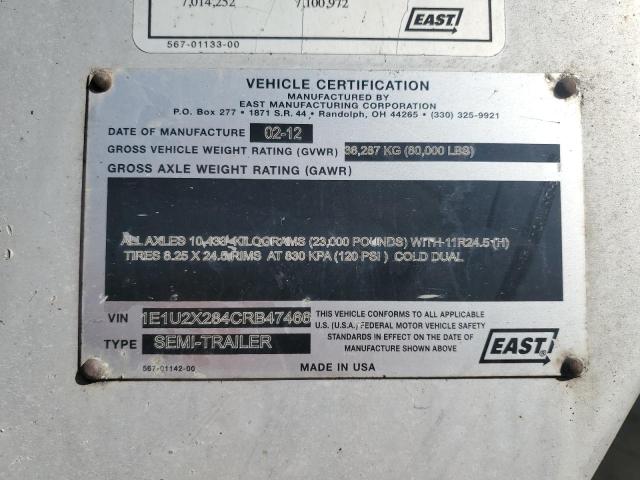 7,014,252 7,100,972
EAST
567-01133-00
VEHICLE CERTIFICATION
MANUFACTURED BY
EAST MANUFACTURING CORPORATION
P.O. Box 277 • 1871 S.R. 44 • Randolph, OH 44265 • (330) 325-9921
DATE OF MANUFACTURE 02-12
GROSS VEHICLE WEIGHT RATING (GVWR) 36,287 KG (80,000 LBS)
GROSS AXLE WEIGHT RATING (GAWR)
ALL AXLES 10,433 KILOGRAMS (23,000 POUNDS) WITH 11R24.5 (H)
TIRES 8.25 X 24.5 RIMS AT 830 KPA (120 PSI ) COLD DUAL
VIN 1E1U2X284CRB47468
TYPE SEMI-TRAILER
THIS VEHICLE CONFORMS TO ALL APPLICABLE
U.S. (U.S.A.) FEDERAL MOTOR VEHICLE SAFETY
STANDARDS IN EFFECT ON THE DATE OF
MANUFACTURE SHOWN ABOVE
EAST®
567-01142-00
MADE IN USA